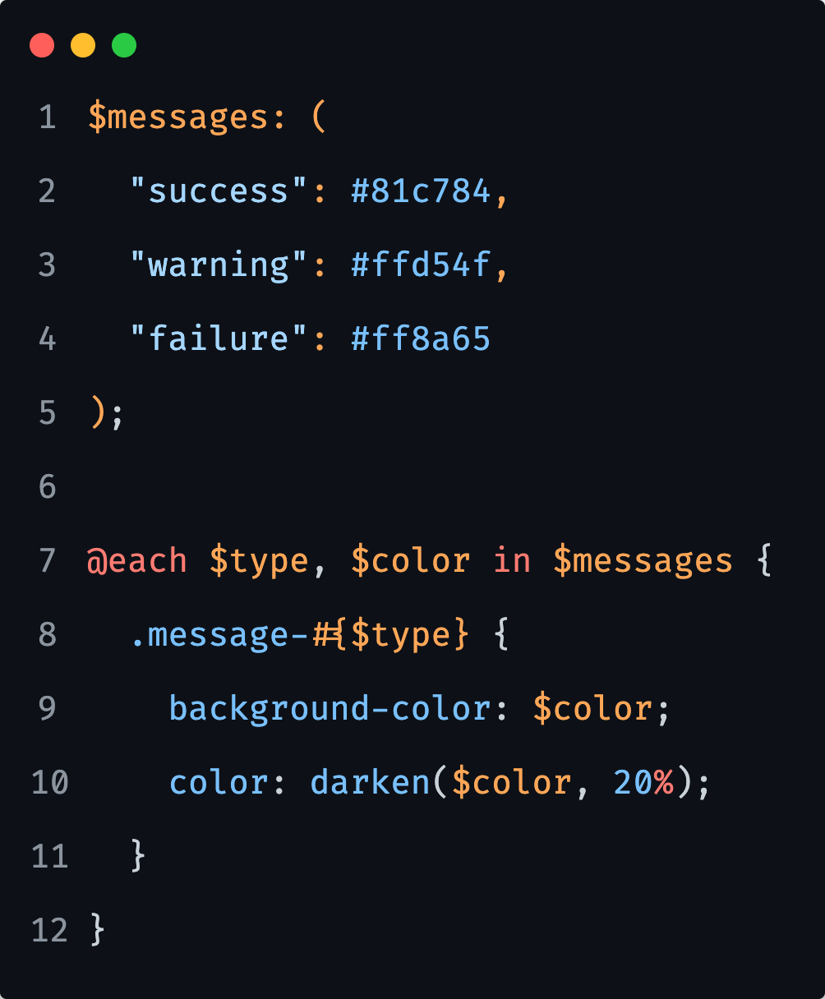 1 $messages: (
2   "success": #81c784,
3   "warning": #ffd54f,
4   "failure": #ff8a65
5 );
6
7 @each $type, $color in $messages {
8   .message-#{$type} {
9     background-color: $color;
10     color: darken($color, 20%);
11   }
12 }